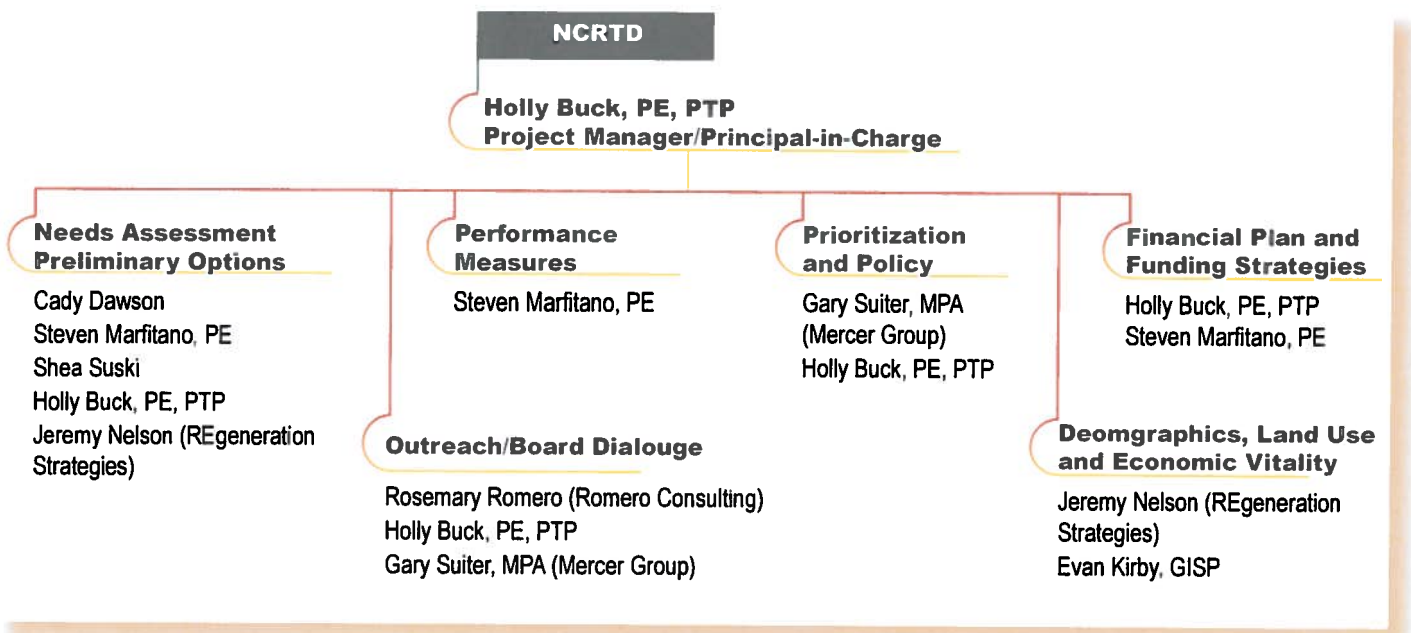 NCRTD
Holly Buck, PE, PTP
Project Manager/Principal-in-Charge
Needs Assessment
Preliminary Options
Cady Dawson
Steven Marfitano, PE
Shea Suski
Holly Buck, PE, PTP
Jeremy Nelson (REgeneration
Strategies)
Outreach/Board Dialouge
Rosemary Romero (Romero Consulting)
Holly Buck, PE, PTP
Gary Suiter, MPA (Mercer Group)
Performance
Measures
Steven Marfitano, PE
Prioritization
and Policy
Gary Suiter, MPA
(Mercer Group)
Holly Buck, PE, PTP
Deomgraphics, Land Use
and Economic Vitality
Jeremy Nelson (REgeneration
Strategies)
Evan Kirby, GISP
Financial Plan and
Funding Strategies
Holly Buck, PE, PTP
Steven Marfitano, PE